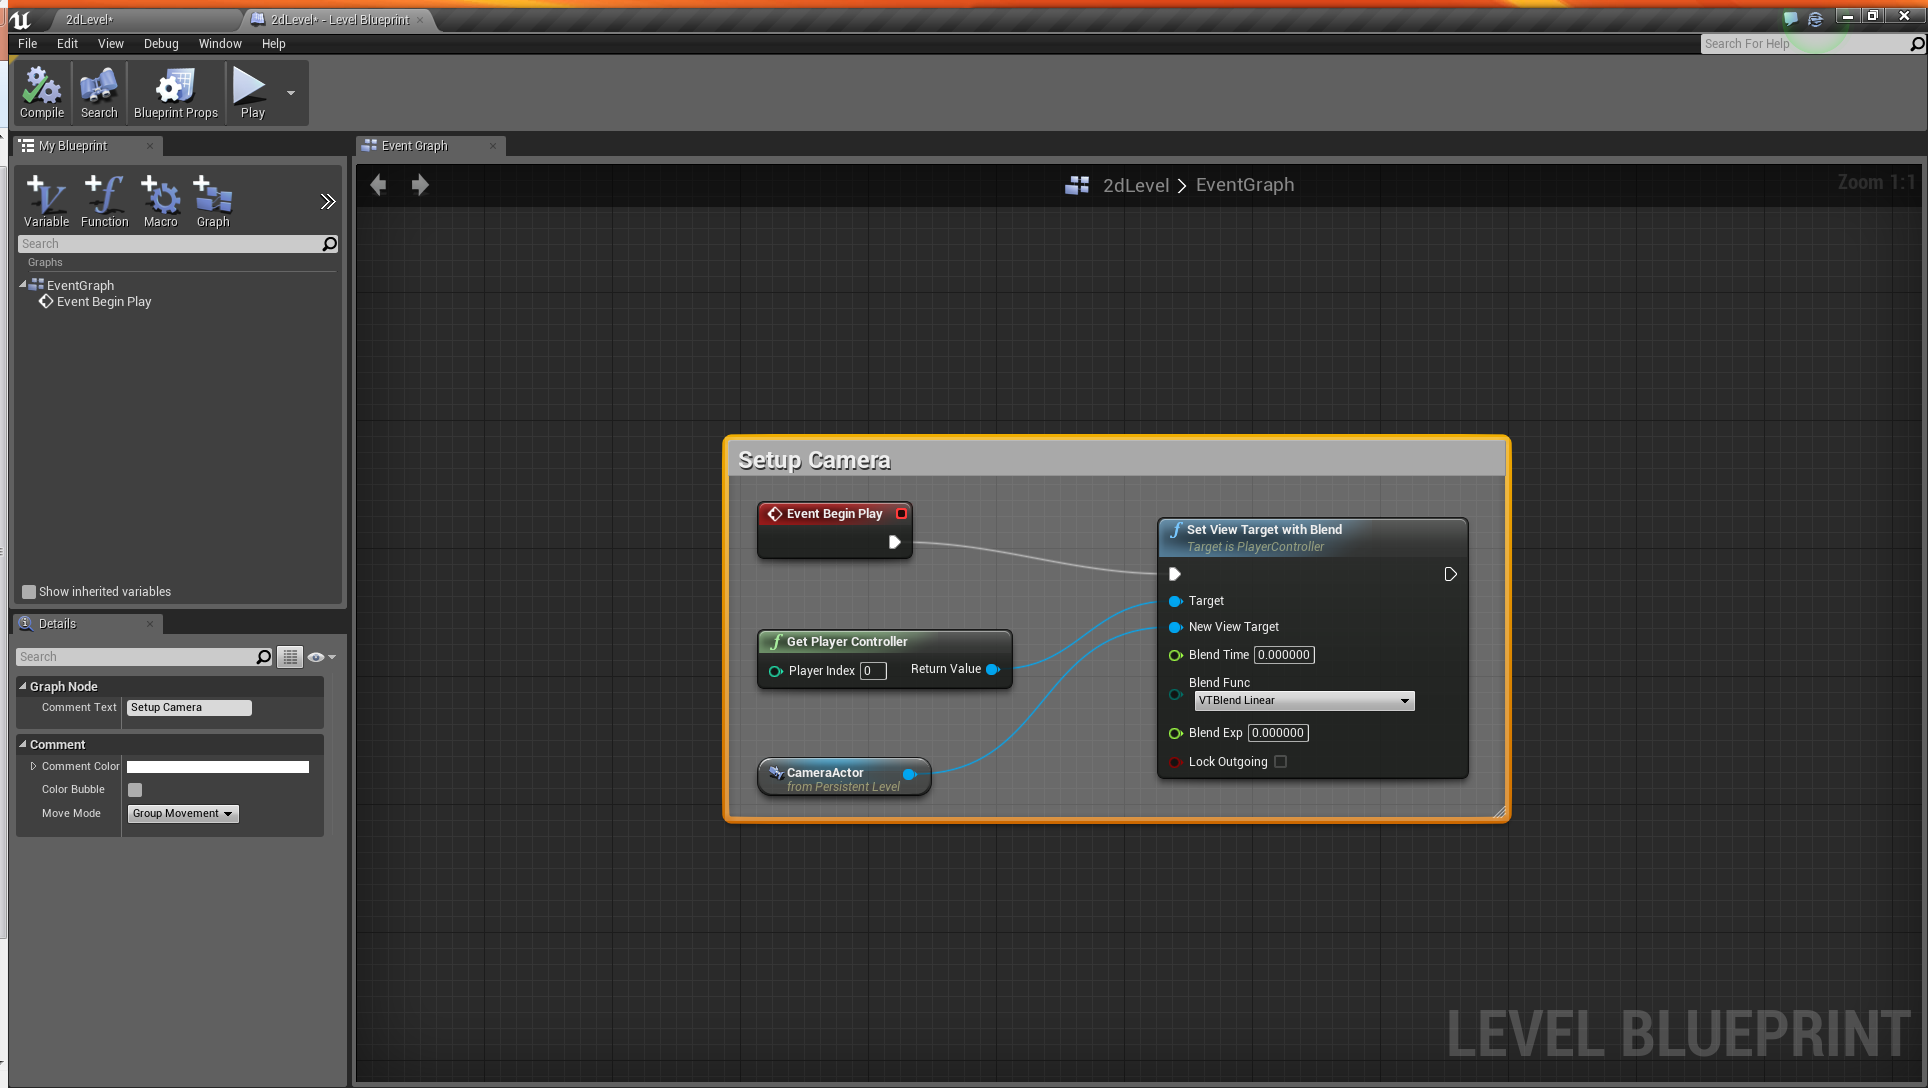 2dLevel*
2dLevel* - Level Blueprint
File Edit View Debug Window Help
Search For Help
Compile Search Blueprint Props Play
My Blueprint
Event Graph
Variable Function Macro Graph
2dLevel > EventGraph
Zoom 1:1
Search
Graphs
EventGraph
Event Begin Play
Show inherited variables
Details
Search
Graph Node
Comment Text Setup Camera
Comment
Comment Color
Color Bubble
Move Mode Group Movement
Setup Camera
Event Begin Play
Get Player Controller
Player Index 0 Return Value
CameraActor
from Persistent Level
Set View Target with Blend
Target is PlayerController
Target
New View Target
Blend Time 0.000000
Blend Func
VTBlend Linear
Blend Exp 0.000000
Lock Outgoing
LEVEL BLUEPRINT